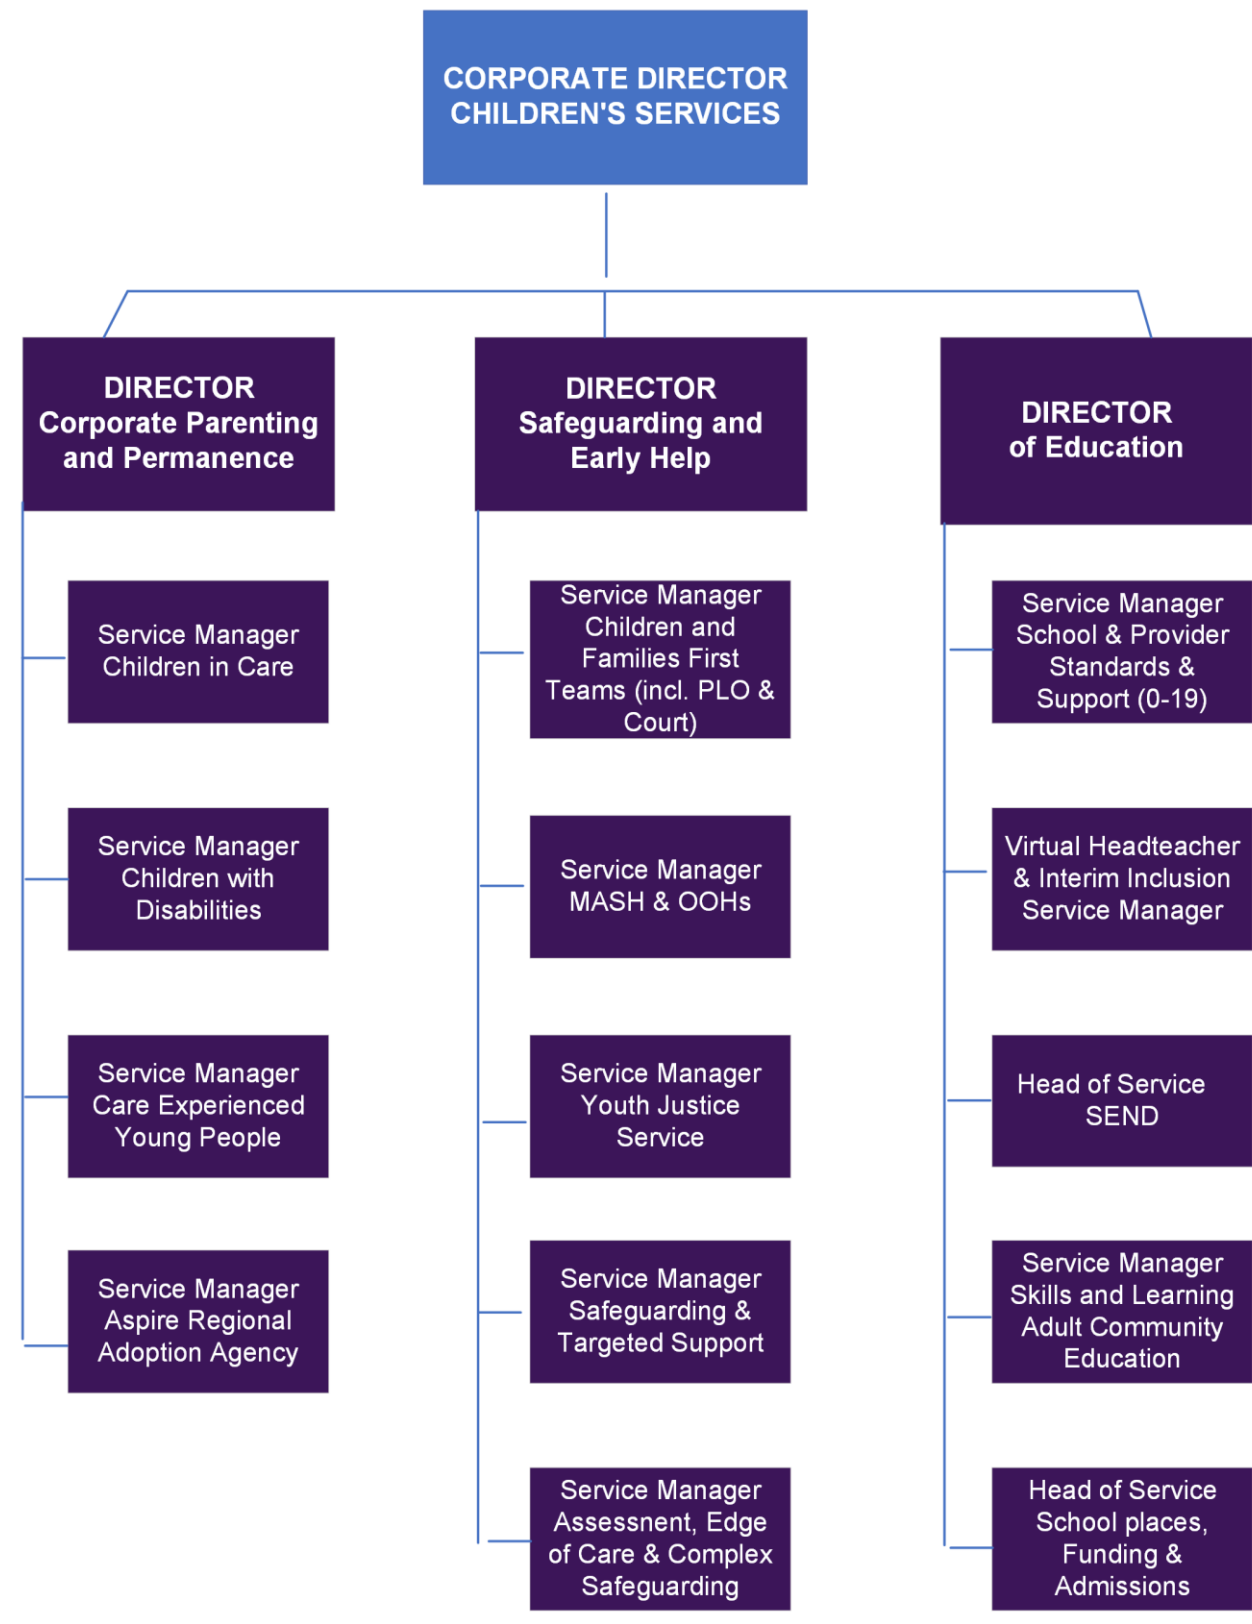 CORPORATE DIRECTOR
CHILDREN'S SERVICES
DIRECTOR
Corporate Parenting
and Permanence
Service Manager
Children in Care
Service Manager
Children with
Disabilities
Service Manager
Care Experienced
Young People
Service Manager
Aspire Regional
Adoption Agency
DIRECTOR
Safeguarding and
Early Help
Service Manager
Children and
Families First
Teams (incl. PLO &
Court)
Service Manager
MASH & OOHs
Service Manager
Youth Justice
Service
Service Manager
Safeguarding &
Targeted Support
Service Manager
Assessnent, Edge
of Care & Complex
Safeguarding
DIRECTOR
of Education
Service Manager
School & Provider
Standards &
Support (0-19)
Virtual Headteacher
& Interim Inclusion
Service Manager
Head of Service
SEND
Service Manager
Skills and Learning
Adult Community
Education
Head of Service
School places,
Funding &
Admissions